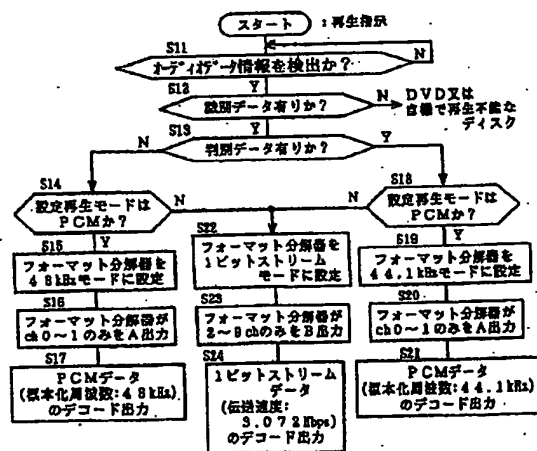 スタート :再生指示
S11
オーディオデータ情報を検出か? N
Y
S12
識別データ有りか? N
DVD又は
自機で再生不能な
ディスク
Y
S13
N 判別データ有りか? Y
S14
設定再生モードは
PCMか?
N
Y
S15
フォーマット分解器を
48kHzモードに設定
S16
フォーマット分解器が
ch0~1のみをA出力
S17
PCMデータ
(標本化周波数:48kHz)
のデコード出力
S22
フォーマット分解器を
1ビットストリーム
モードに設定
S23
フォーマット分解器が
2~9chのみをB出力
S24
1ビットストリーム
データ
(伝送速度:
3.072Mbps)
のデコード出力
S18
設定再生モードは
PCMか?
N
Y
S19
フォーマット分解器を
44.1kHzモードに設定
S20
フォーマット分解器が
ch0~1のみをA出力
S21
PCMデータ
(標本化周波数:44.1kHz)
のデコード出力